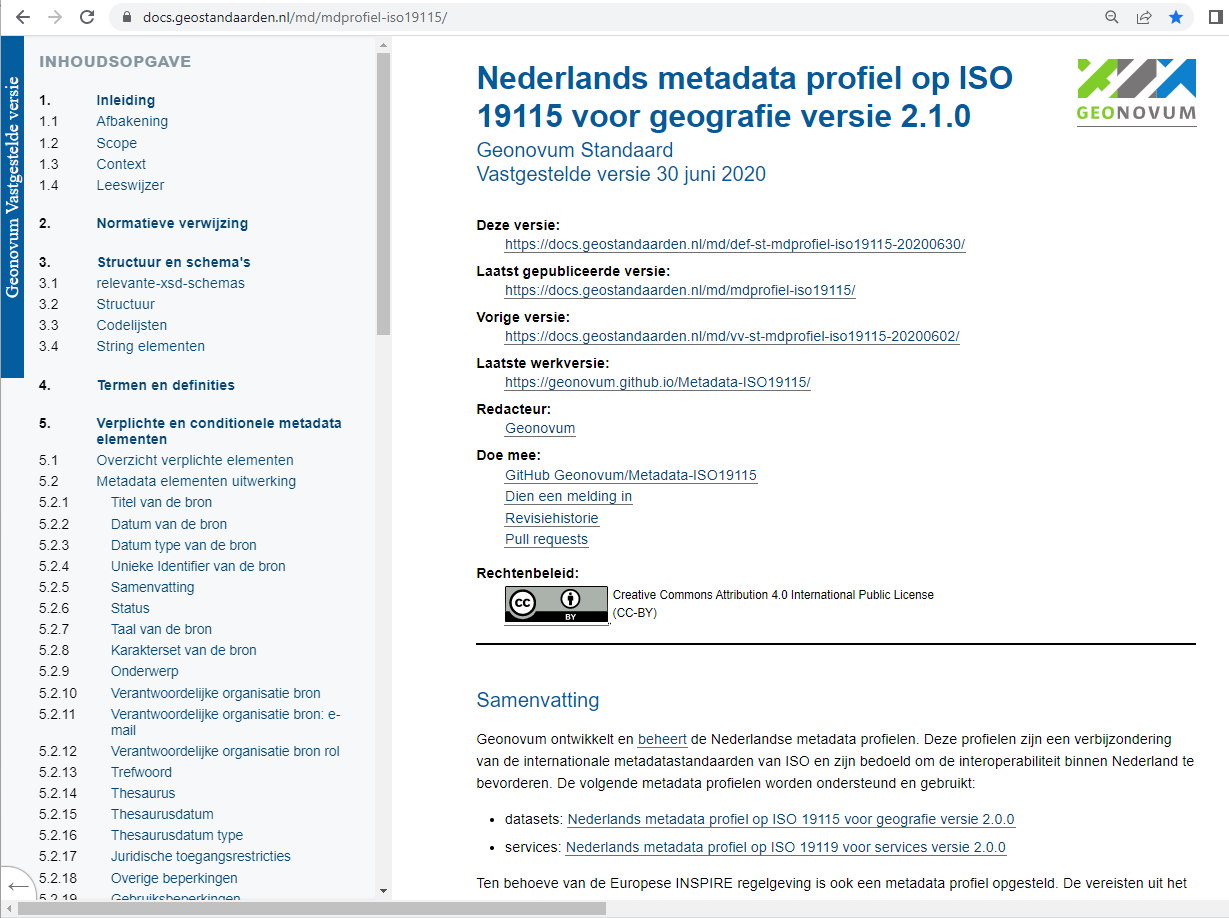 docs.geostandaarden.nl/md/mdprofiel-iso19115/
Geonovum Vastgestelde versie
INHOUDSOPGAVE
1. Inleiding
1.1 Afbakening
1.2 Scope
1.3 Context
1.4 Leeswijzer
2. Normatieve verwijzing
3. Structuur en schema's
3.1 relevante-xsd-schemas
3.2 Structuur
3.3 Codelijsten
3.4 String elementen
4. Termen en definities
5. Verplichte en conditionele metadata
elementen
5.1 Overzicht verplichte elementen
5.2 Metadata elementen uitwerking
5.2.1 Titel van de bron
5.2.2 Datum van de bron
5.2.3 Datum type van de bron
5.2.4 Unieke Identifier van de bron
5.2.5 Samenvatting
5.2.6 Status
5.2.7 Taal van de bron
5.2.8 Karakterset van de bron
5.2.9 Onderwerp
5.2.10 Verantwoordelijke organisatie bron
5.2.11 Verantwoordelijke organisatie bron: e-
mail
5.2.12 Verantwoordelijke organisatie bron rol
5.2.13 Trefwoord
5.2.14 Thesaurus
5.2.15 Thesaurusdatum
5.2.16 Thesaurusdatum type
5.2.17 Juridische toegangsrestricties
5.2.18 Overige beperkingen
5.2.19 Gebruiksbeperkingen
Nederlands metadata profiel op ISO
19115 voor geografie versie 2.1.0
GEONOVUM
Geonovum Standaard
Vastgestelde versie 30 juni 2020
Deze versie:
https://docs.geostandaarden.nl/md/def-st-mdprofiel-iso19115-20200630/
Laatst gepubliceerde versie:
https://docs.geostandaarden.nl/md/mdprofiel-iso19115/
Vorige versie:
https://docs.geostandaarden.nl/md/vv-st-mdprofiel-iso19115-20200602/
Laatste werkversie:
https://geonovum.github.io/Metadata-ISO19115/
Redacteur:
Geonovum
Doe mee:
GitHub Geonovum/Metadata-ISO19115
Dien een melding in
Revisiehistorie
Pull requests
Rechtenbeleid:
cc BY
Creative Commons Attribution 4.0 International Public License
(CC-BY)
Samenvatting
Geonovum ontwikkelt en beheert de Nederlandse metadata profielen. Deze profielen zijn een verbijzondering
van de internationale metadatastandaarden van ISO en zijn bedoeld om de interoperabiliteit binnen Nederland te
bevorderen. De volgende metadata profielen worden ondersteund en gebruikt:
• datasets: Nederlands metadata profiel op ISO 19115 voor geografie versie 2.0.0
• services: Nederlands metadata profiel op ISO 19119 voor services versie 2.0.0
Ten behoeve van de Europese INSPIRE regelgeving is ook een metadata profiel opgesteld. De vereisten uit het